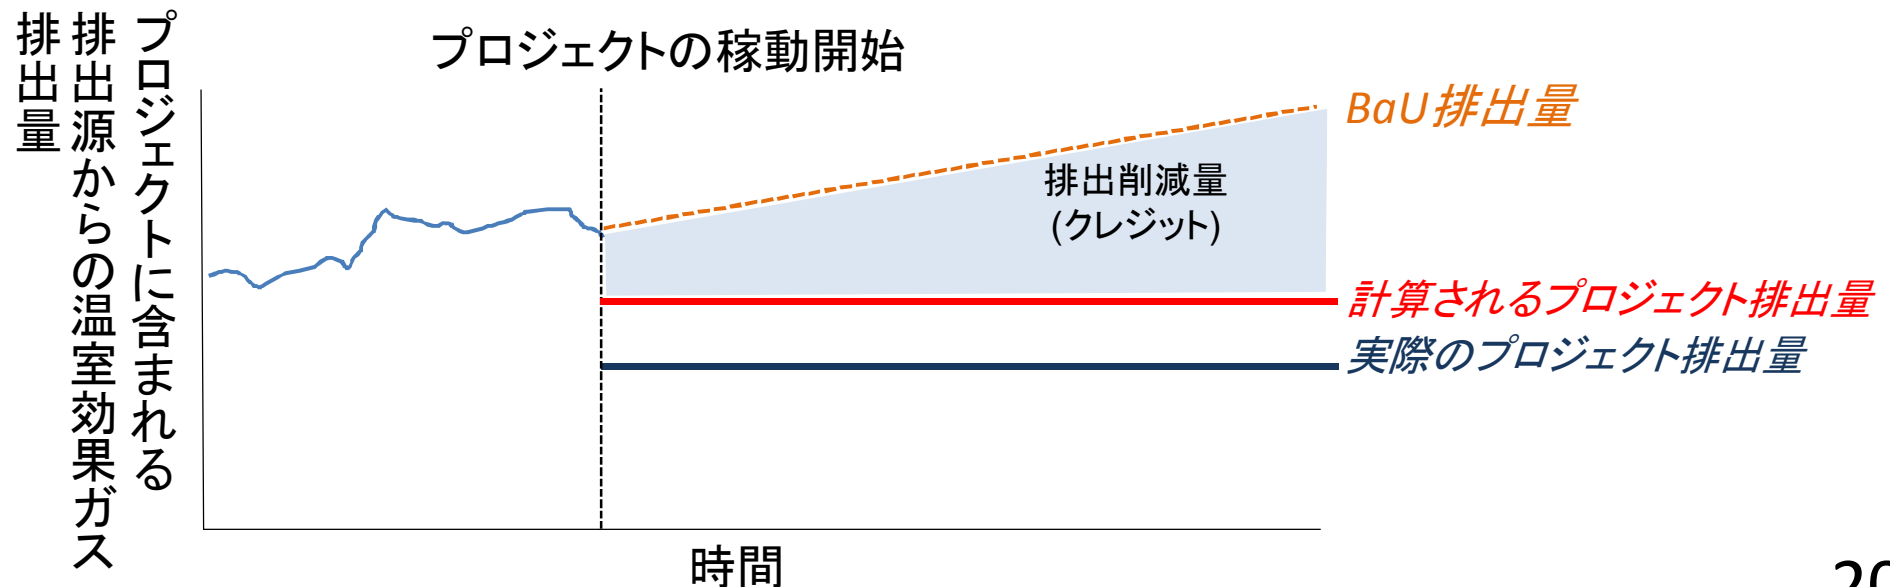 プロジェクトに含まれる
排出源からの温室効果ガス
排出量
プロジェクトの稼動開始
BaU排出量
排出削減量
(クレジット)
計算されるプロジェクト排出量
実際のプロジェクト排出量
時間
20